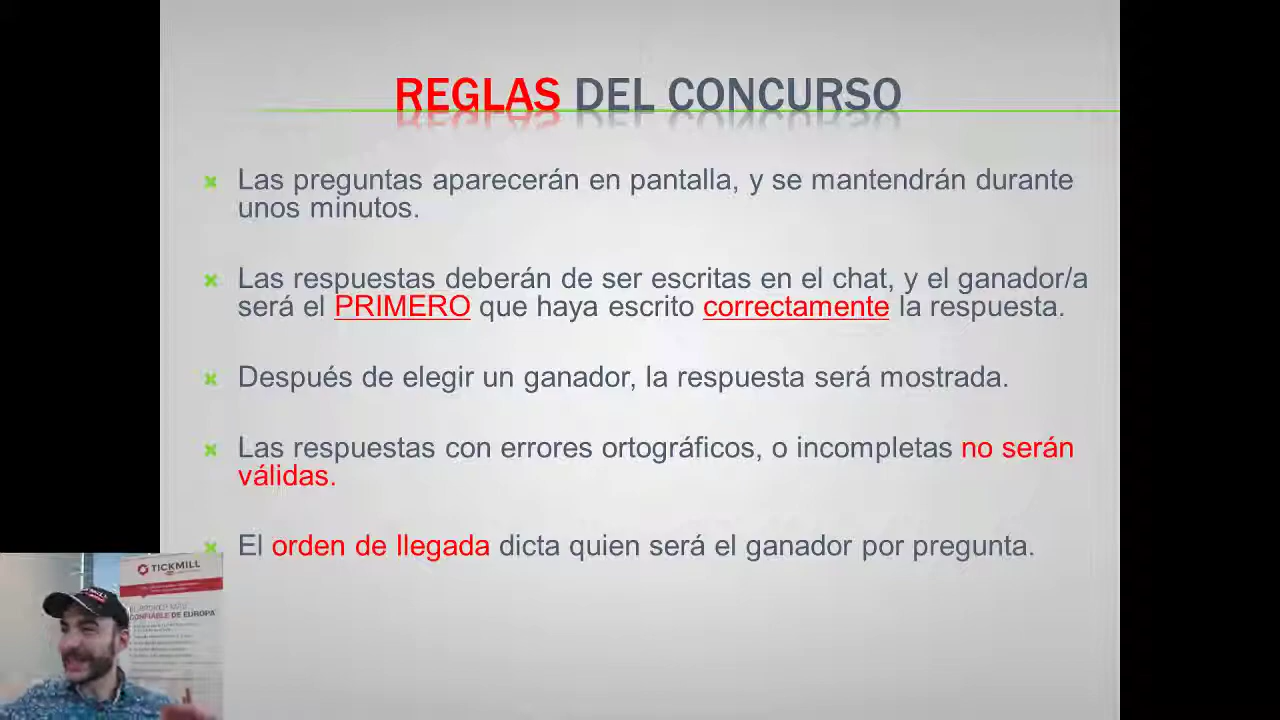 REGLAS DEL CONCURSO
Las preguntas aparecerán en pantalla, y se mantendrán durante
unos minutos.
Las respuestas deberán de ser escritas en el chat, y el ganador/a
será el PRIMERO que haya escrito correctamente la respuesta.
Después de elegir un ganador, la respuesta será mostrada.
Las respuestas con errores ortográficos, o incompletas no serán
válidas.
El orden de llegada dicta quien será el ganador por pregunta.
TICKMILL
EL BROKER MÁS
CONFIABLE DE EUROPA